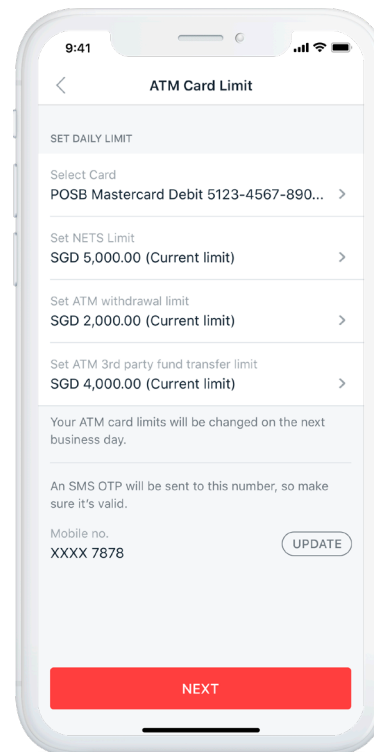 9:41
ATM Card Limit
SET DAILY LIMIT
Select Card
POSB Mastercard Debit 5123-4567-890...
Set NETS Limit
SGD 5,000.00 (Current limit)
Set ATM withdrawal limit
SGD 2,000.00 (Current limit)
Set ATM 3rd party fund transfer limit
SGD 4,000.00 (Current limit)
Your ATM card limits will be changed on the next
business day.
An SMS OTP will be sent to this number, so make
sure it's valid.
Mobile no.
XXXX 7878
UPDATE
NEXT